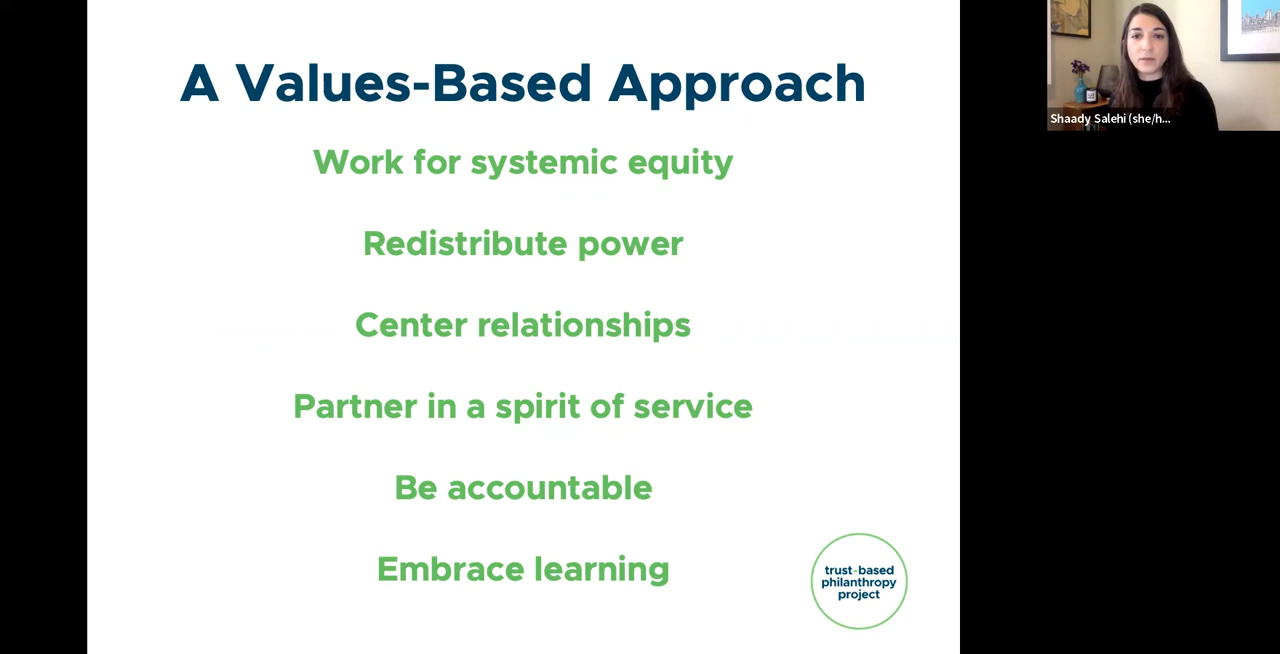 A Values-Based Approach
Work for systemic equity
Redistribute power
Center relationships
Partner in a spirit of service
Be accountable
Embrace learning
trust-based
philanthropy
project
Shaady Salehi (she/h...